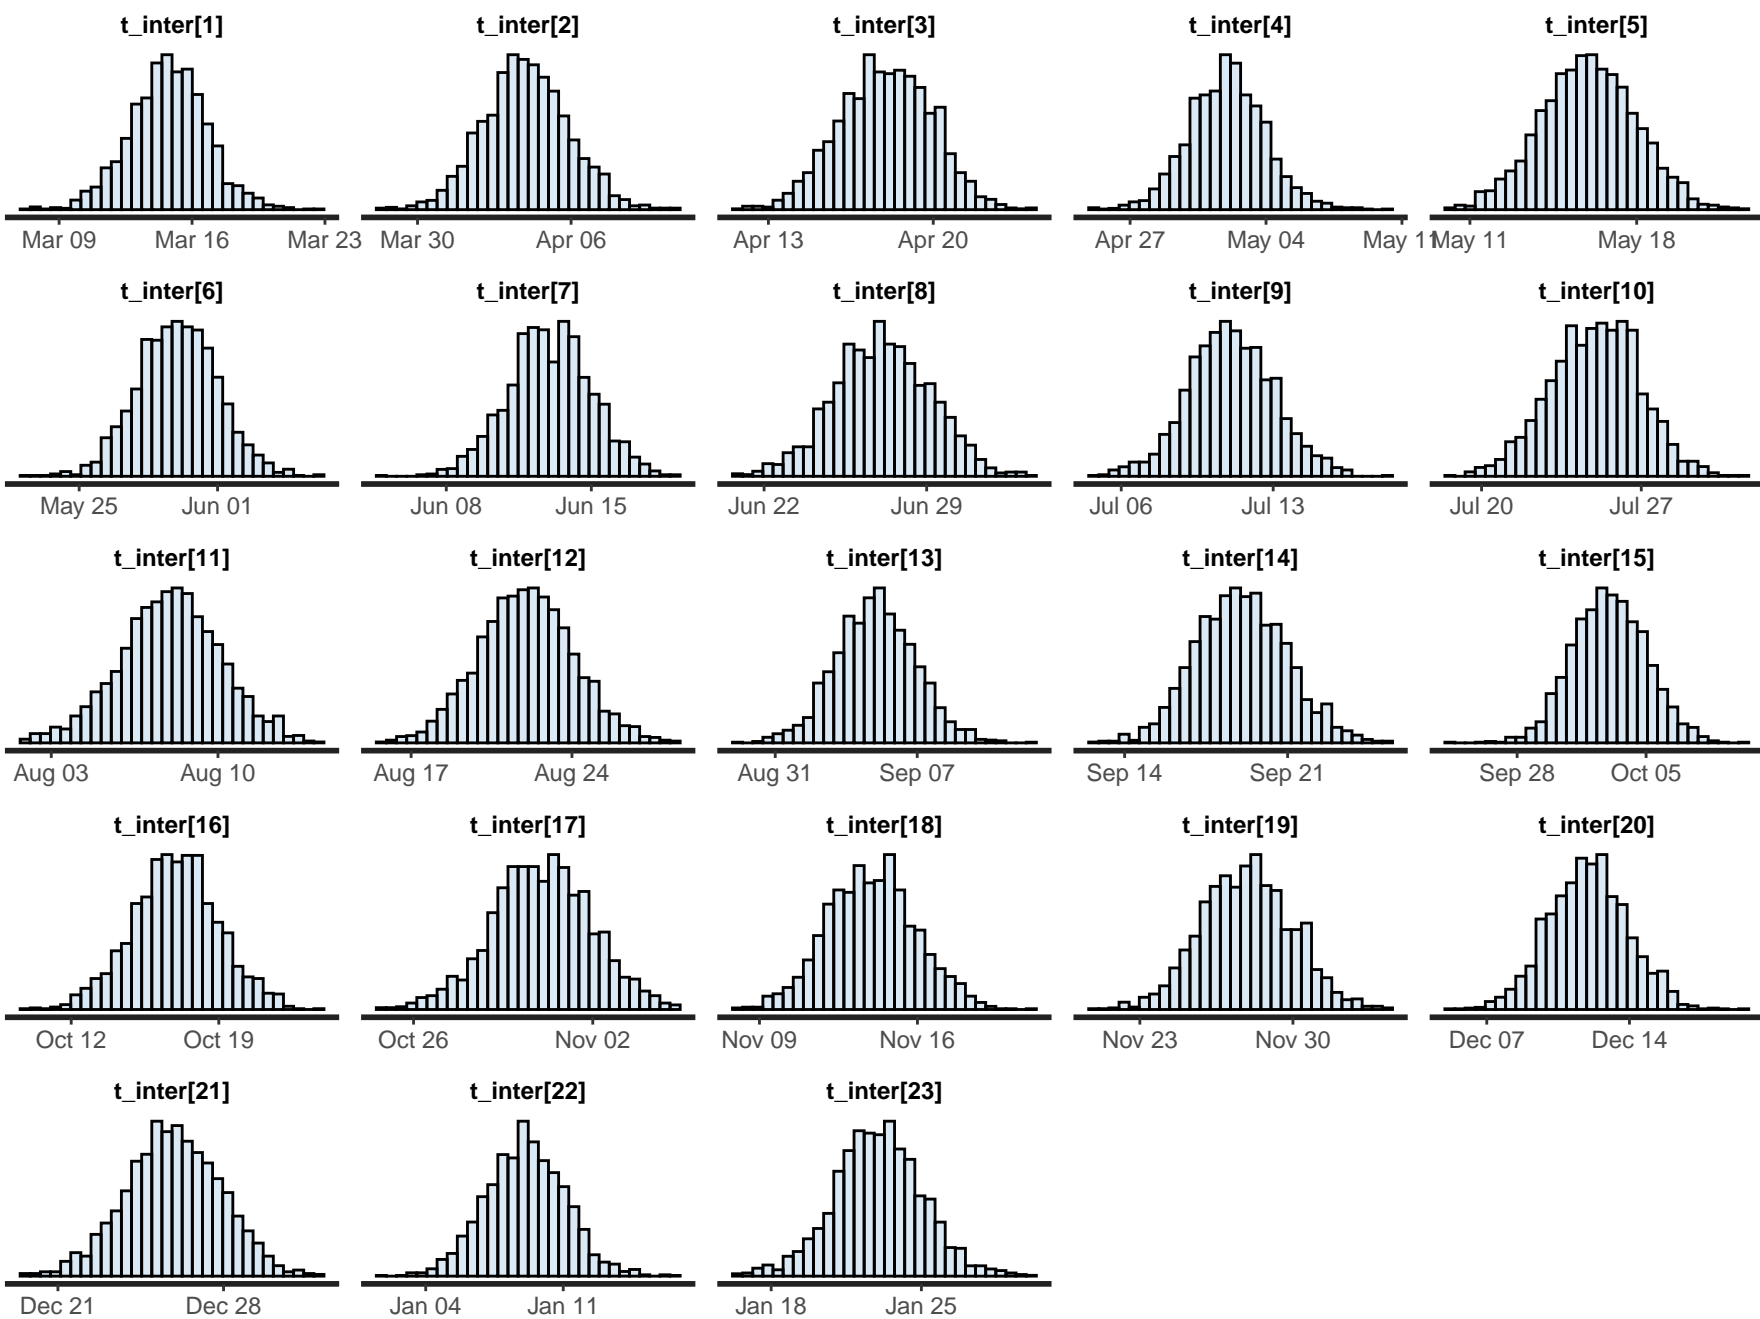 t_inter[1] t_inter[2] t_inter[3] t_inter[4] t_inter[5]
Mar 09 Mar 16 Mar 23 Mar 30 Apr 06 Apr 13 Apr 20 Apr 27 May 04 May 11 May 11 May 18
t_inter[6] t_inter[7] t_inter[8] t_inter[9] t_inter[10]
May 25 Jun 01 Jun 08 Jun 15 Jun 22 Jun 29 Jul 06 Jul 13 Jul 20 Jul 27
t_inter[11] t_inter[12] t_inter[13] t_inter[14] t_inter[15]
Aug 03 Aug 10 Aug 17 Aug 24 Aug 31 Sep 07 Sep 14 Sep 21 Sep 28 Oct 05
t_inter[16] t_inter[17] t_inter[18] t_inter[19] t_inter[20]
Oct 12 Oct 19 Oct 26 Nov 02 Nov 09 Nov 16 Nov 23 Nov 30 Dec 07 Dec 14
t_inter[21] t_inter[22] t_inter[23]
Dec 21 Dec 28 Jan 04 Jan 11 Jan 18 Jan 25